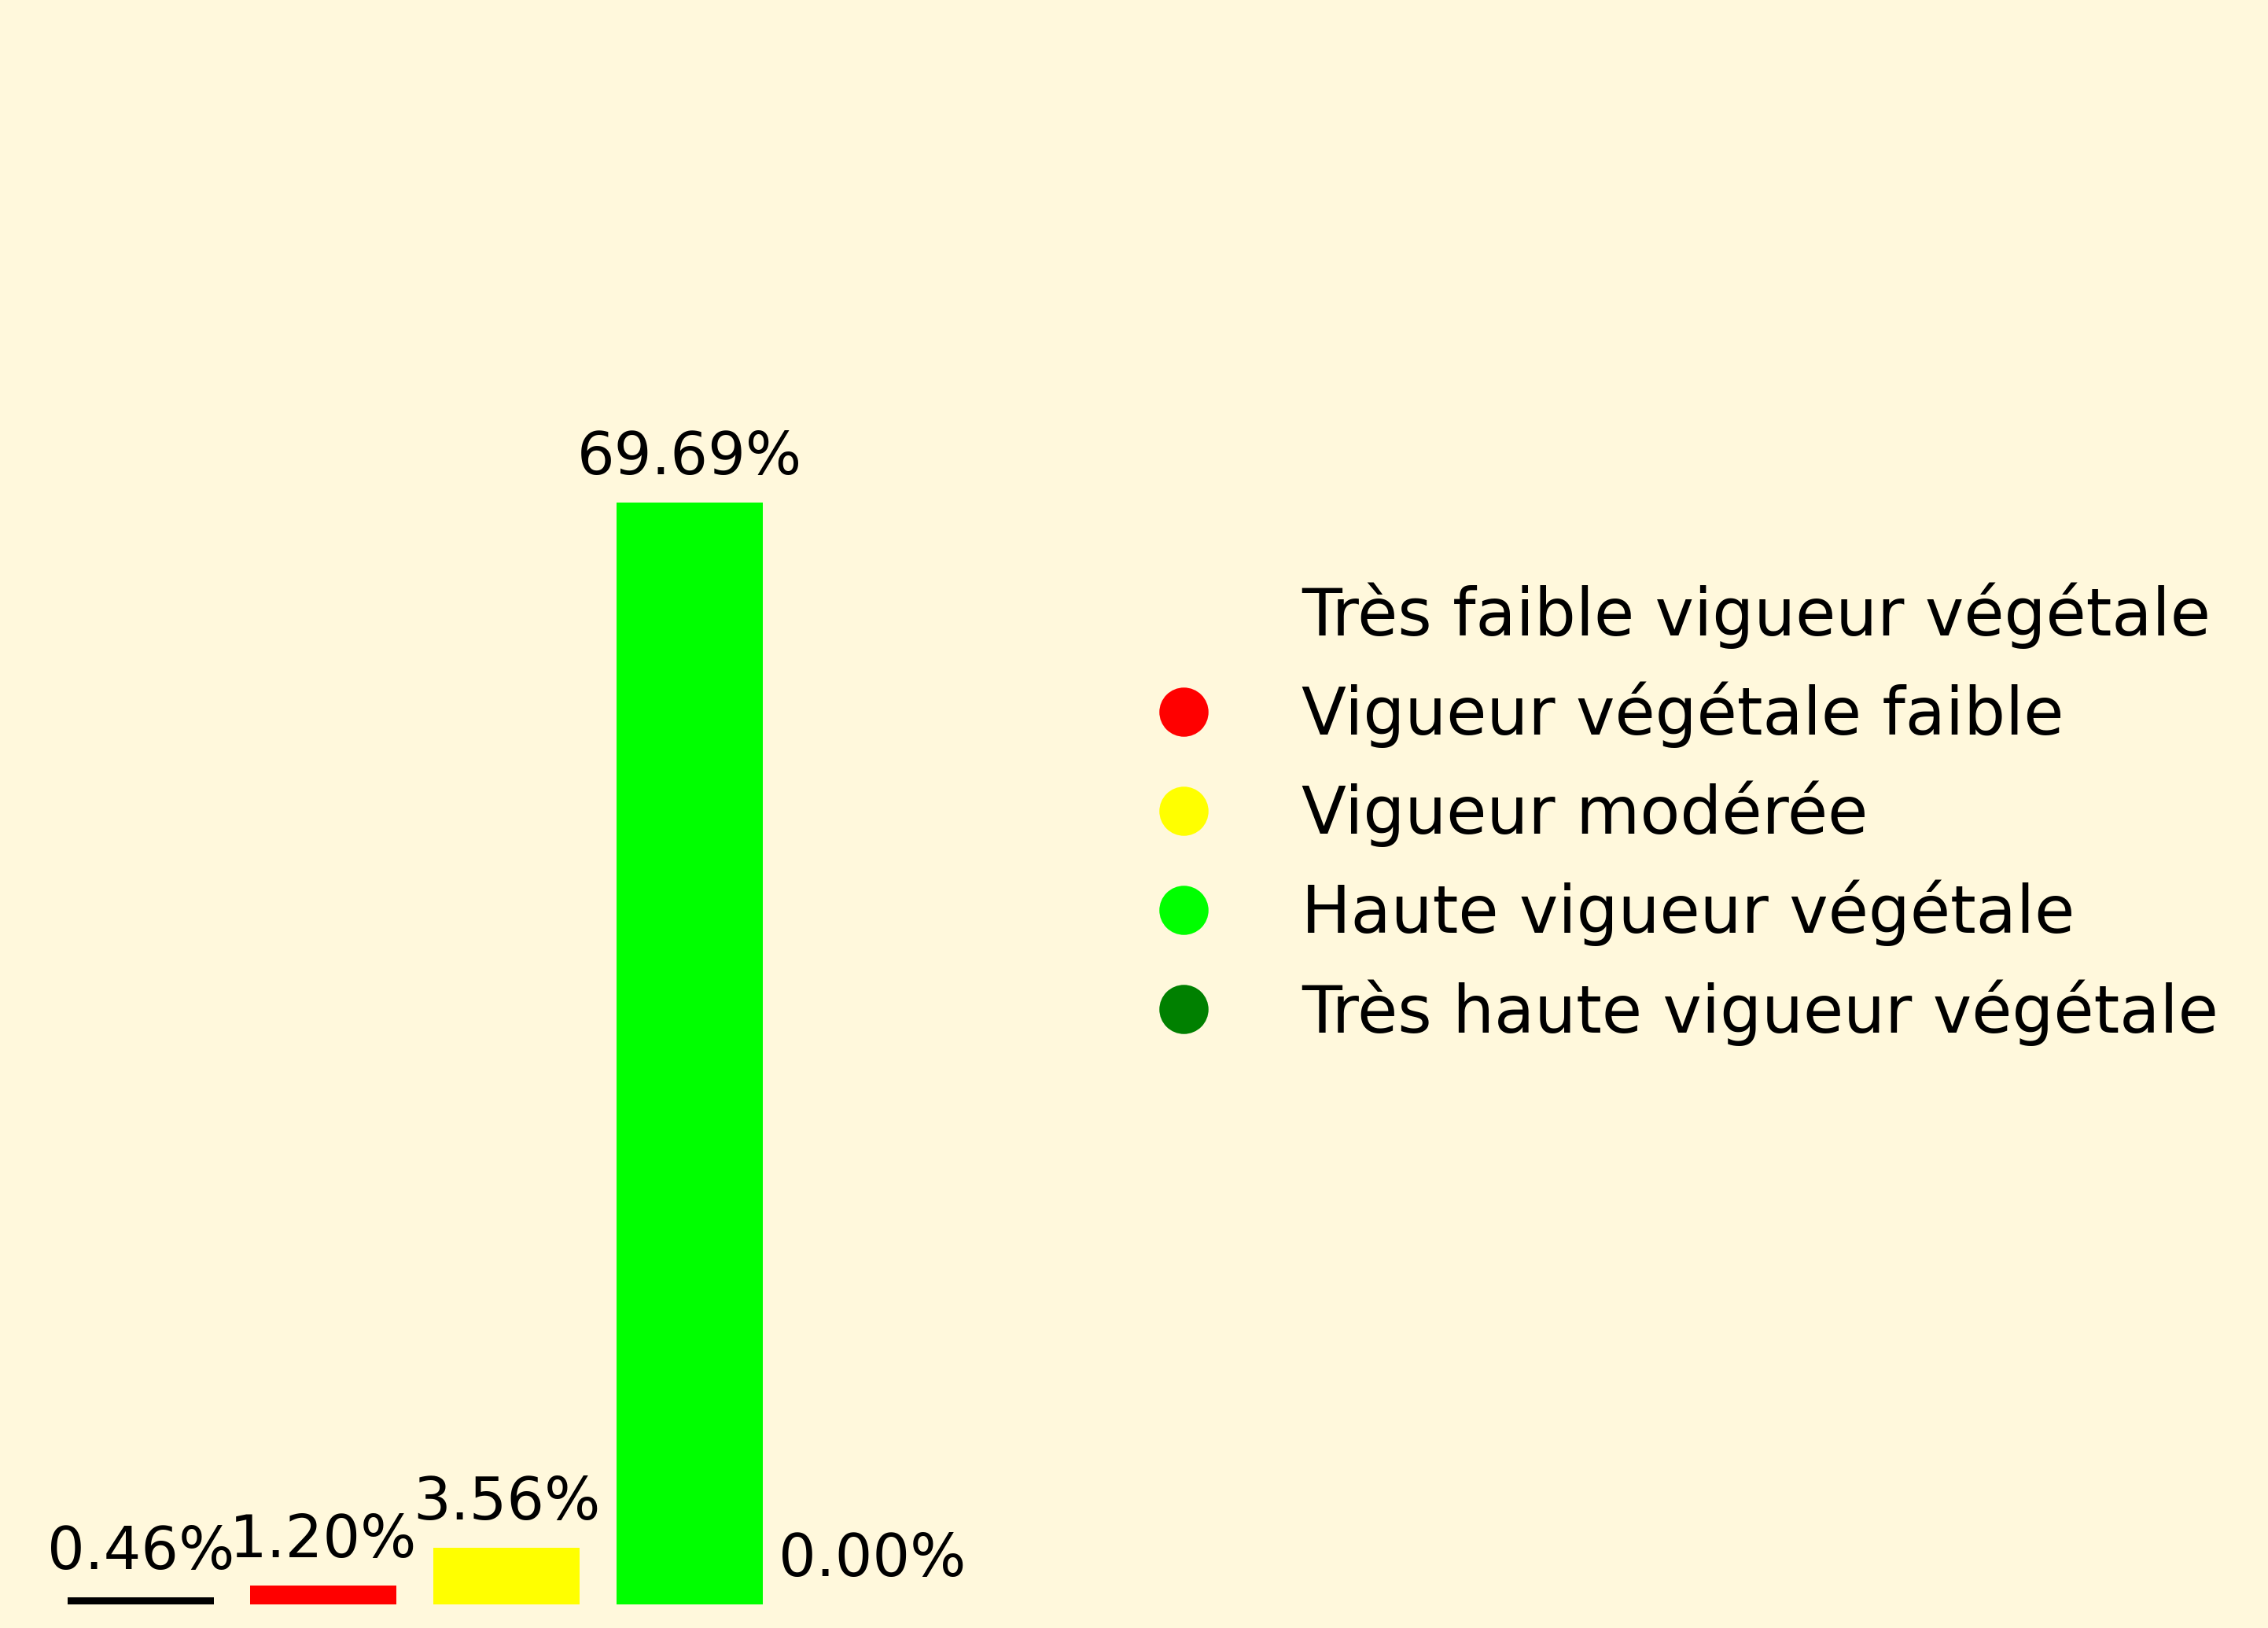 69.69%
3.56%
1.20%
0.46%
0.00%
Très faible vigueur végétale
Vigueur végétale faible
Vigueur modérée
Haute vigueur végétale
Très haute vigueur végétale